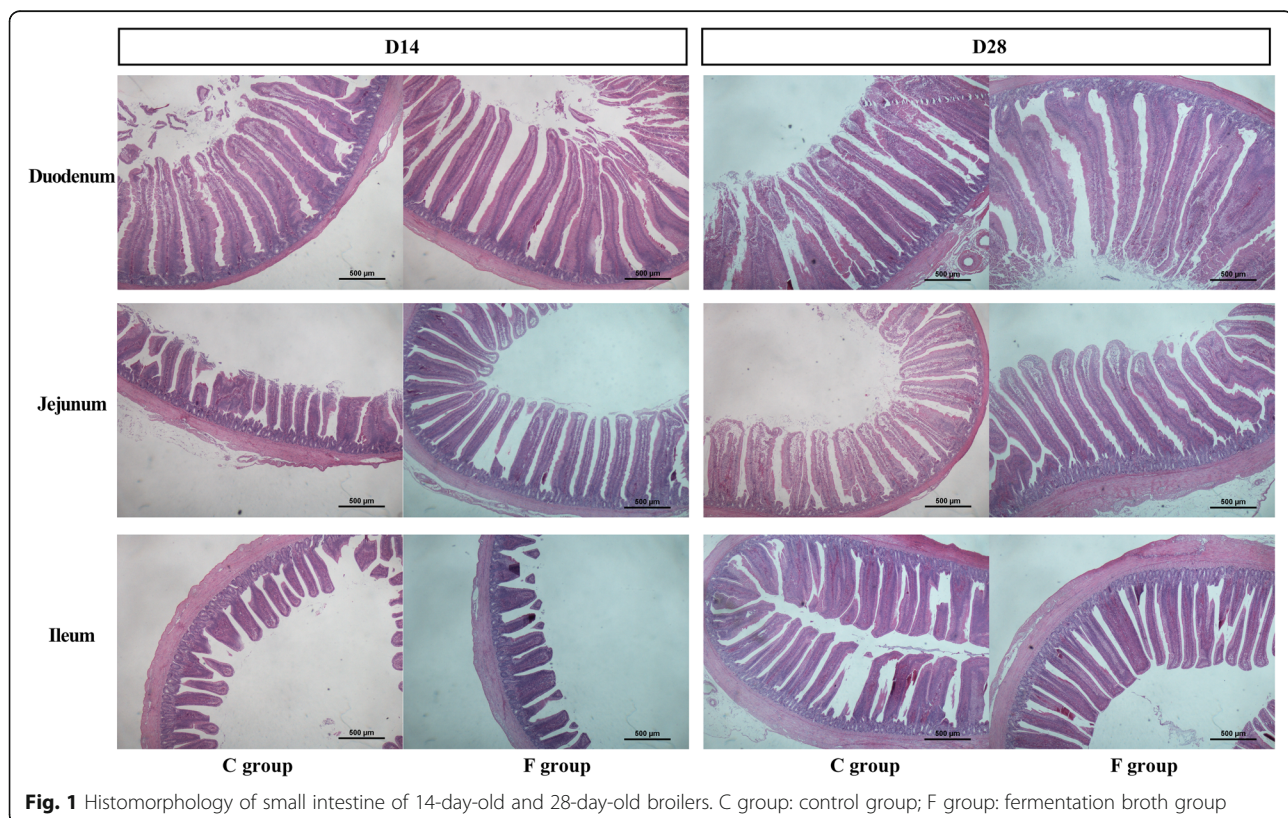 D14 D28
Duodenum
500 µm 500 µm 500 µm 500 µm
Jejunum
500 µm 500 µm 500 µm 500 µm
Ileum
500 µm 500 µm 500 µm 500 µm
C group F group C group F group
Fig. 1 Histomorphology of small intestine of 14-day-old and 28-day-old broilers. C group: control group; F group: fermentation broth group